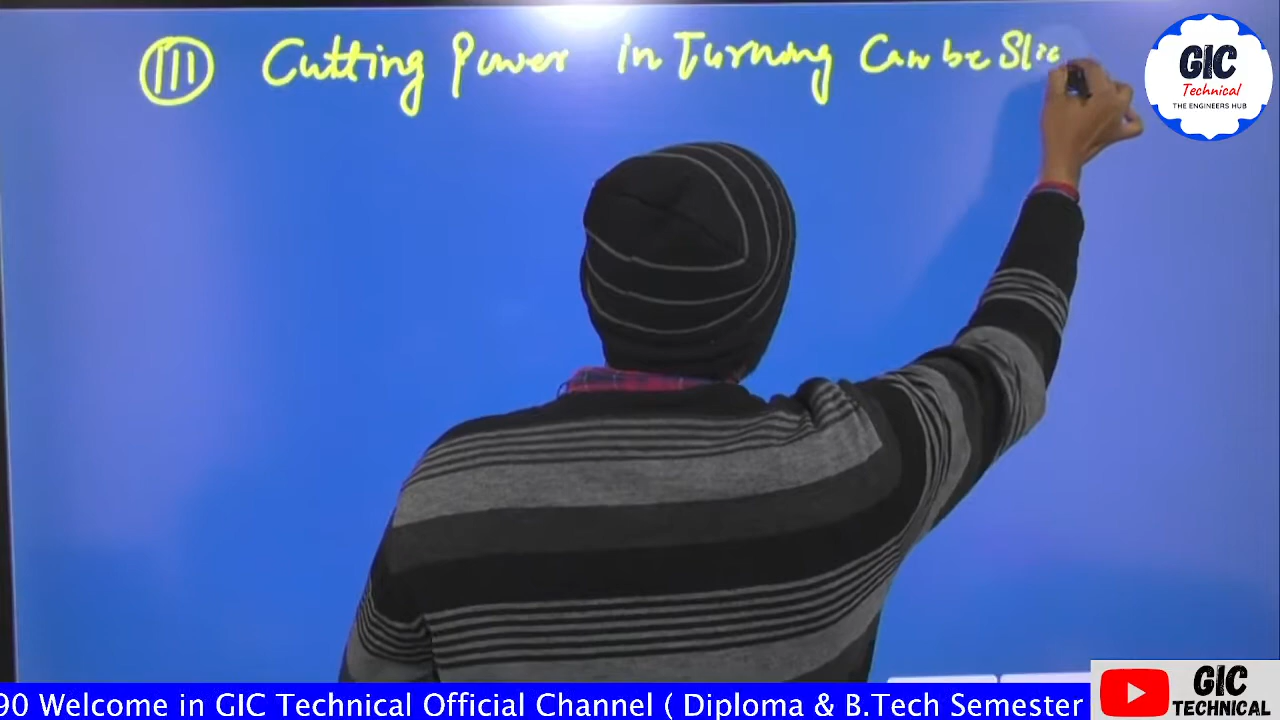 III Cutting Power in Turning Can be Slic
GIC
Technical
THE ENGINEERS HUB
90 Welcome in GIC Technical Official Channel ( Diploma & B.Tech Semester
GIC
TECHNICAL